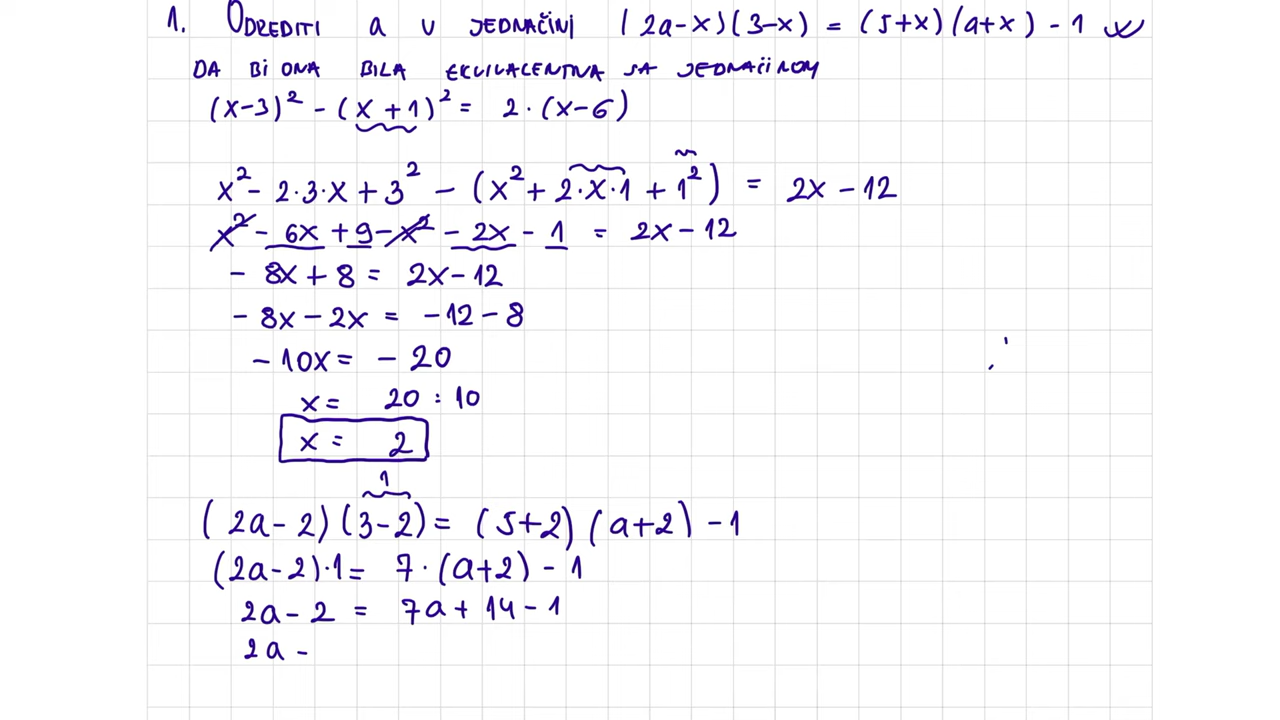 1. ODREDITI a U JEDNAČINI (2a-x)(3-x) = (5+x)(a+x) - 1
DA BI ONA BILA EKVIVALENTNA SA JEDNAČINOM
(x-3)² - (x+1)² = 2·(x-6)
x² - 2·3·x + 3² - (x² + 2·x·1 + 1²) = 2x - 12
x² - 6x + 9 - x² - 2x - 1 = 2x - 12
- 8x + 8 = 2x - 12
- 8x - 2x = -12 - 8
- 10x = - 20
x = 20 : 10
x = 2
1
(2a-2)(3-2) = (5+2)(a+2) - 1
(2a-2)·1 = 7·(a+2) - 1
2a - 2 = 7a + 14 - 1
2a -